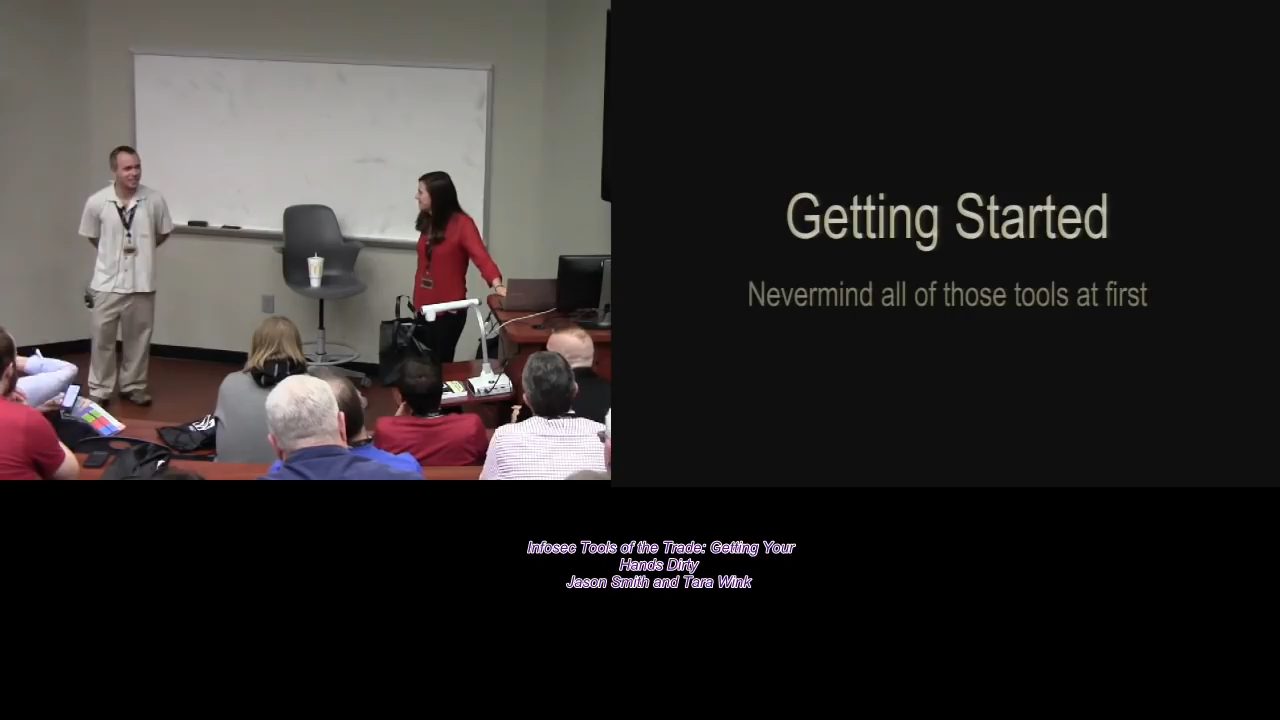 Getting Started
Nevermind all of those tools at first
Infosec Tools of the Trade: Getting Your
Hands Dirty
Jason Smith and Tara Wink